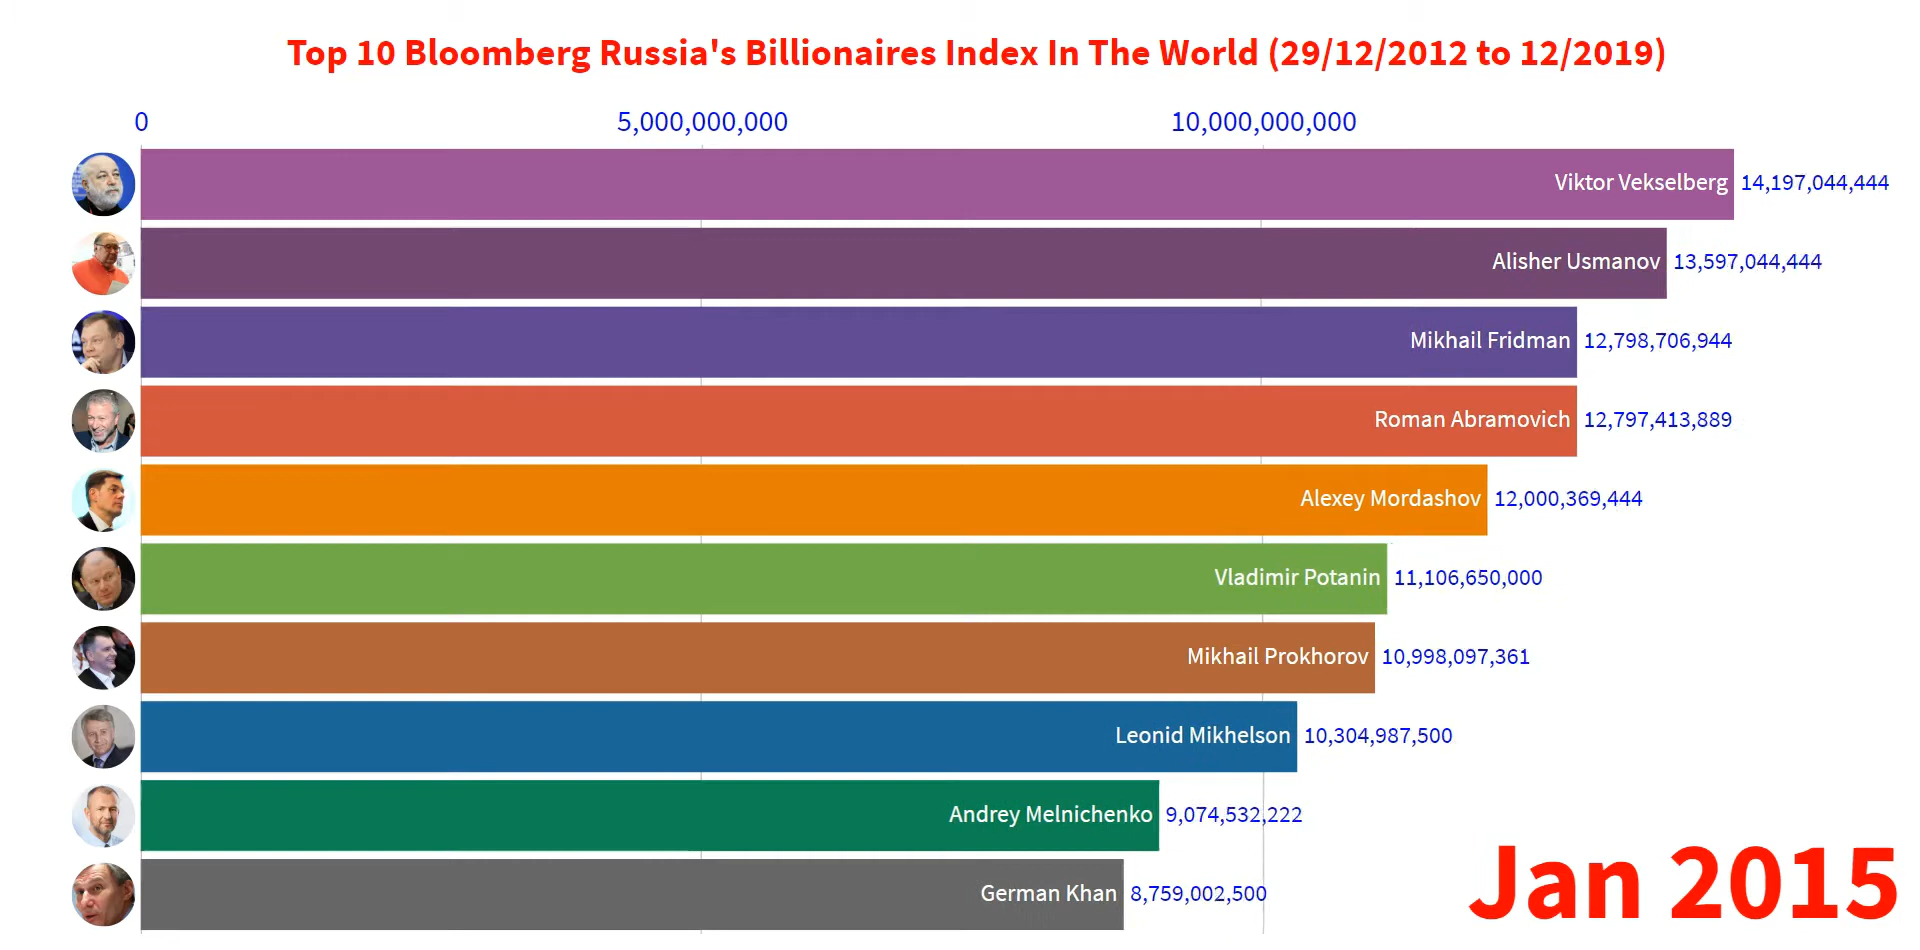 Top 10 Bloomberg Russia's Billionaires Index In The World (29/12/2012 to 12/2019)
0 5,000,000,000 10,000,000,000
Viktor Vekselberg 14,197,044,444
Alisher Usmanov 13,597,044,444
Mikhail Fridman 12,798,706,944
Roman Abramovich 12,797,413,889
Alexey Mordashov 12,000,369,444
Vladimir Potanin 11,106,650,000
Mikhail Prokhorov 10,998,097,361
Leonid Mikhelson 10,304,987,500
Andrey Melnichenko 9,074,532,222
German Khan 8,759,002,500
Jan 2015